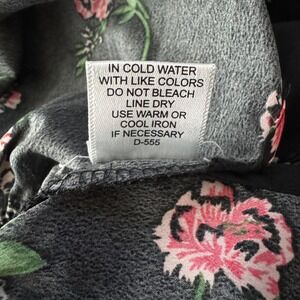 IN COLD WATER
WITH LIKE COLORS
DO NOT BLEACH
LINE DRY
USE WARM OR
COOL IRON
IF NECESSARY
D-555